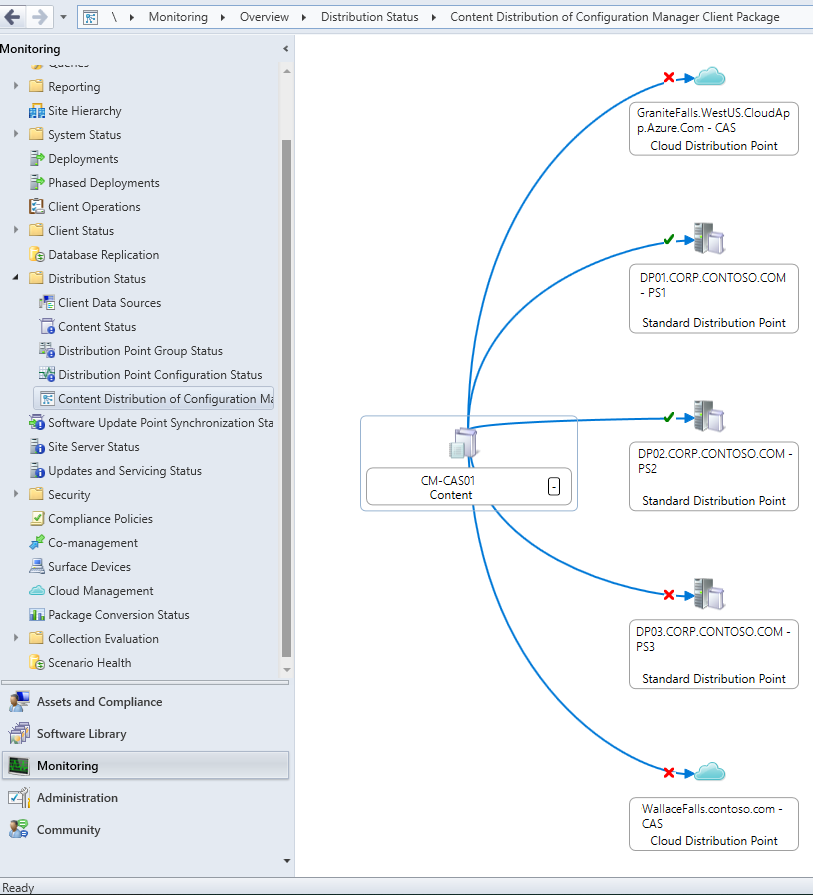 \ Monitoring Overview Distribution Status Content Distribution of Configuration Manager Client Package
Monitoring
Queries
Reporting
Site Hierarchy
System Status
Deployments
Phased Deployments
Client Operations
Client Status
Database Replication
Distribution Status
Client Data Sources
Content Status
Distribution Point Group Status
Distribution Point Configuration Status
Content Distribution of Configuration Ma
Software Update Point Synchronization Sta
Site Server Status
Updates and Servicing Status
Security
Compliance Policies
Co-management
Surface Devices
Cloud Management
Package Conversion Status
Collection Evaluation
Scenario Health
Assets and Compliance
Software Library
Monitoring
Administration
Community
Ready
GraniteFalls.WestUS.CloudAp
p.Azure.Com - CAS
Cloud Distribution Point
DP01.CORP.CONTOSO.COM
- PS1
Standard Distribution Point
DP02.CORP.CONTOSO.COM -
PS2
Standard Distribution Point
CM-CAS01
Content
-
DP03.CORP.CONTOSO.COM -
PS3
Standard Distribution Point
WallaceFalls.contoso.com -
CAS
Cloud Distribution Point